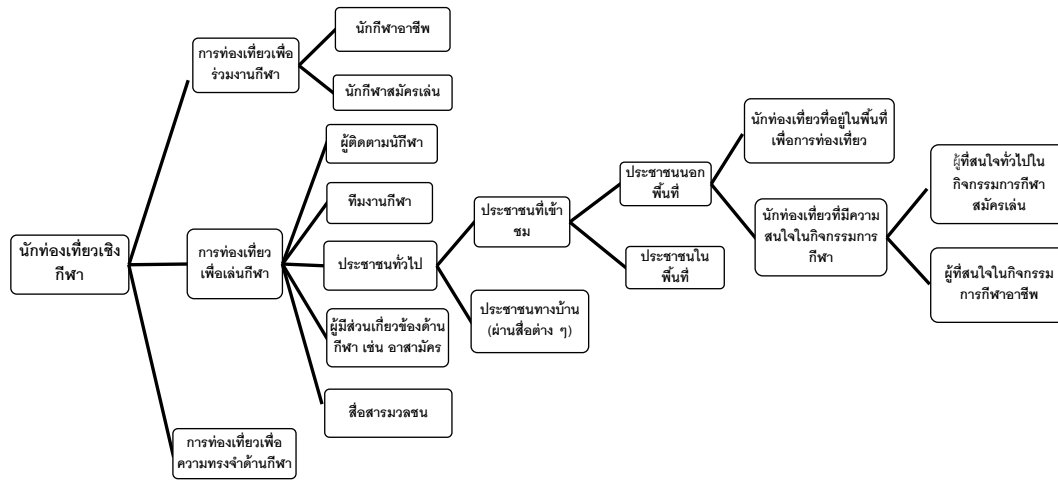 นักกีฬาอาชีพ
การท่องเที่ยวเพื่อ
ร่วมงานกีฬา
นักกีฬาสมัครเล่น
ผู้ติดตามนักีฬา
ทีมงานกีฬา
นักท่องเที่ยวเชิง
กีฬา
การท่องเที่ยว
เพื่อเล่นกีฬา
ประชาชนทั่วไป
ผู้มีส่วนเกี่ยวข้องด้าน
กีฬา เช่น อาสามัคร
สื่อสารมวลชน
การท่องเที่ยวเพื่อ
ความทรงจำด้านกีฬา
ประชาชนที่เข้า
ชม
ประชาชนทางบ้าน
(ผ่านสื่อต่าง ๆ)
ประชาชนนอก
พื้นที่
ประชาชนใน
พื้นที่
นักท่องเที่ยวที่อยู่ในพื้นที่
เพื่อการท่องเที่ยว
นักท่องเที่ยวที่มีความ
สนใจในกิจกรรมการ
กีฬา
ผู้ที่สนใจทั่วไปใน
กิจกรรมการกีฬา
สมัครเล่น
ผู้ที่สนใจในกิจกรรม
การกีฬาอาชีพ